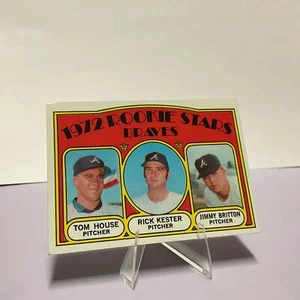 1972 ROOKIE STARS
BRAVES
TOM HOUSE
PITCHER
RICK KESTER
PITCHER
JIMMY BRITTON
PITCHER